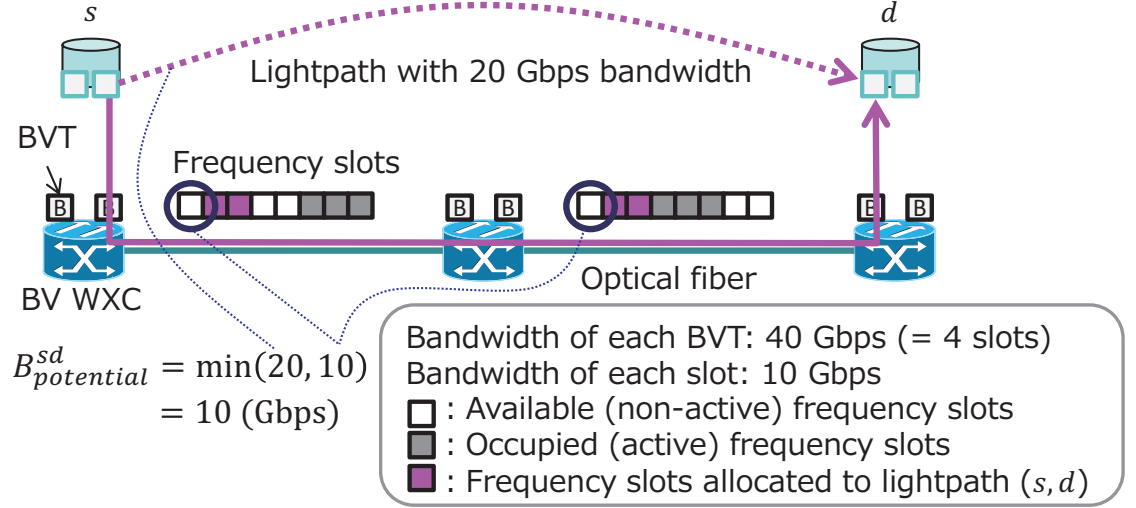 s
d
Lightpath with 20 Gbps bandwidth
BVT
Frequency slots
B B B B B B
Optical fiber
BV WXC
B^{sd}_{potential} = min(20, 10)
= 10 (Gbps)
Bandwidth of each BVT: 40 Gbps (= 4 slots)
Bandwidth of each slot: 10 Gbps
: Available (non-active) frequency slots
: Occupied (active) frequency slots
: Frequency slots allocated to lightpath (s, d)